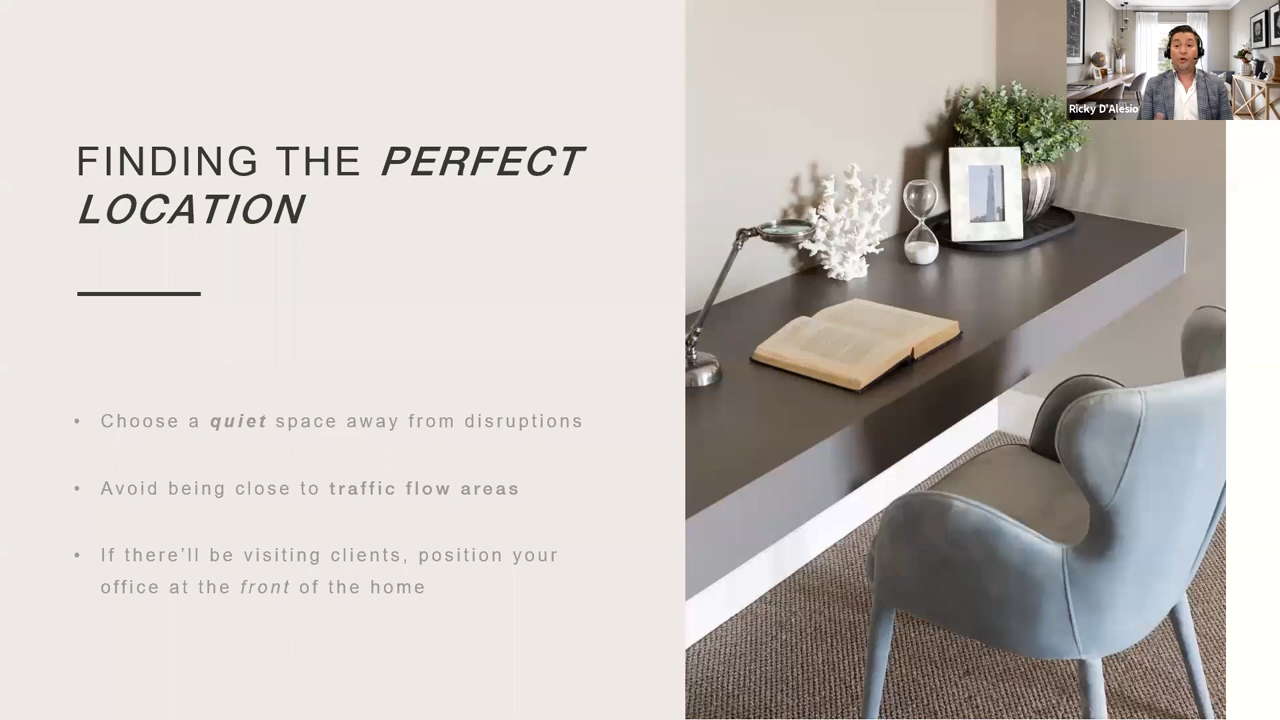 FINDING THE PERFECT
LOCATION
• Choose a quiet space away from disruptions
• Avoid being close to traffic flow areas
• If there'll be visiting clients, position your
office at the front of the home
Ricky D'Alesio